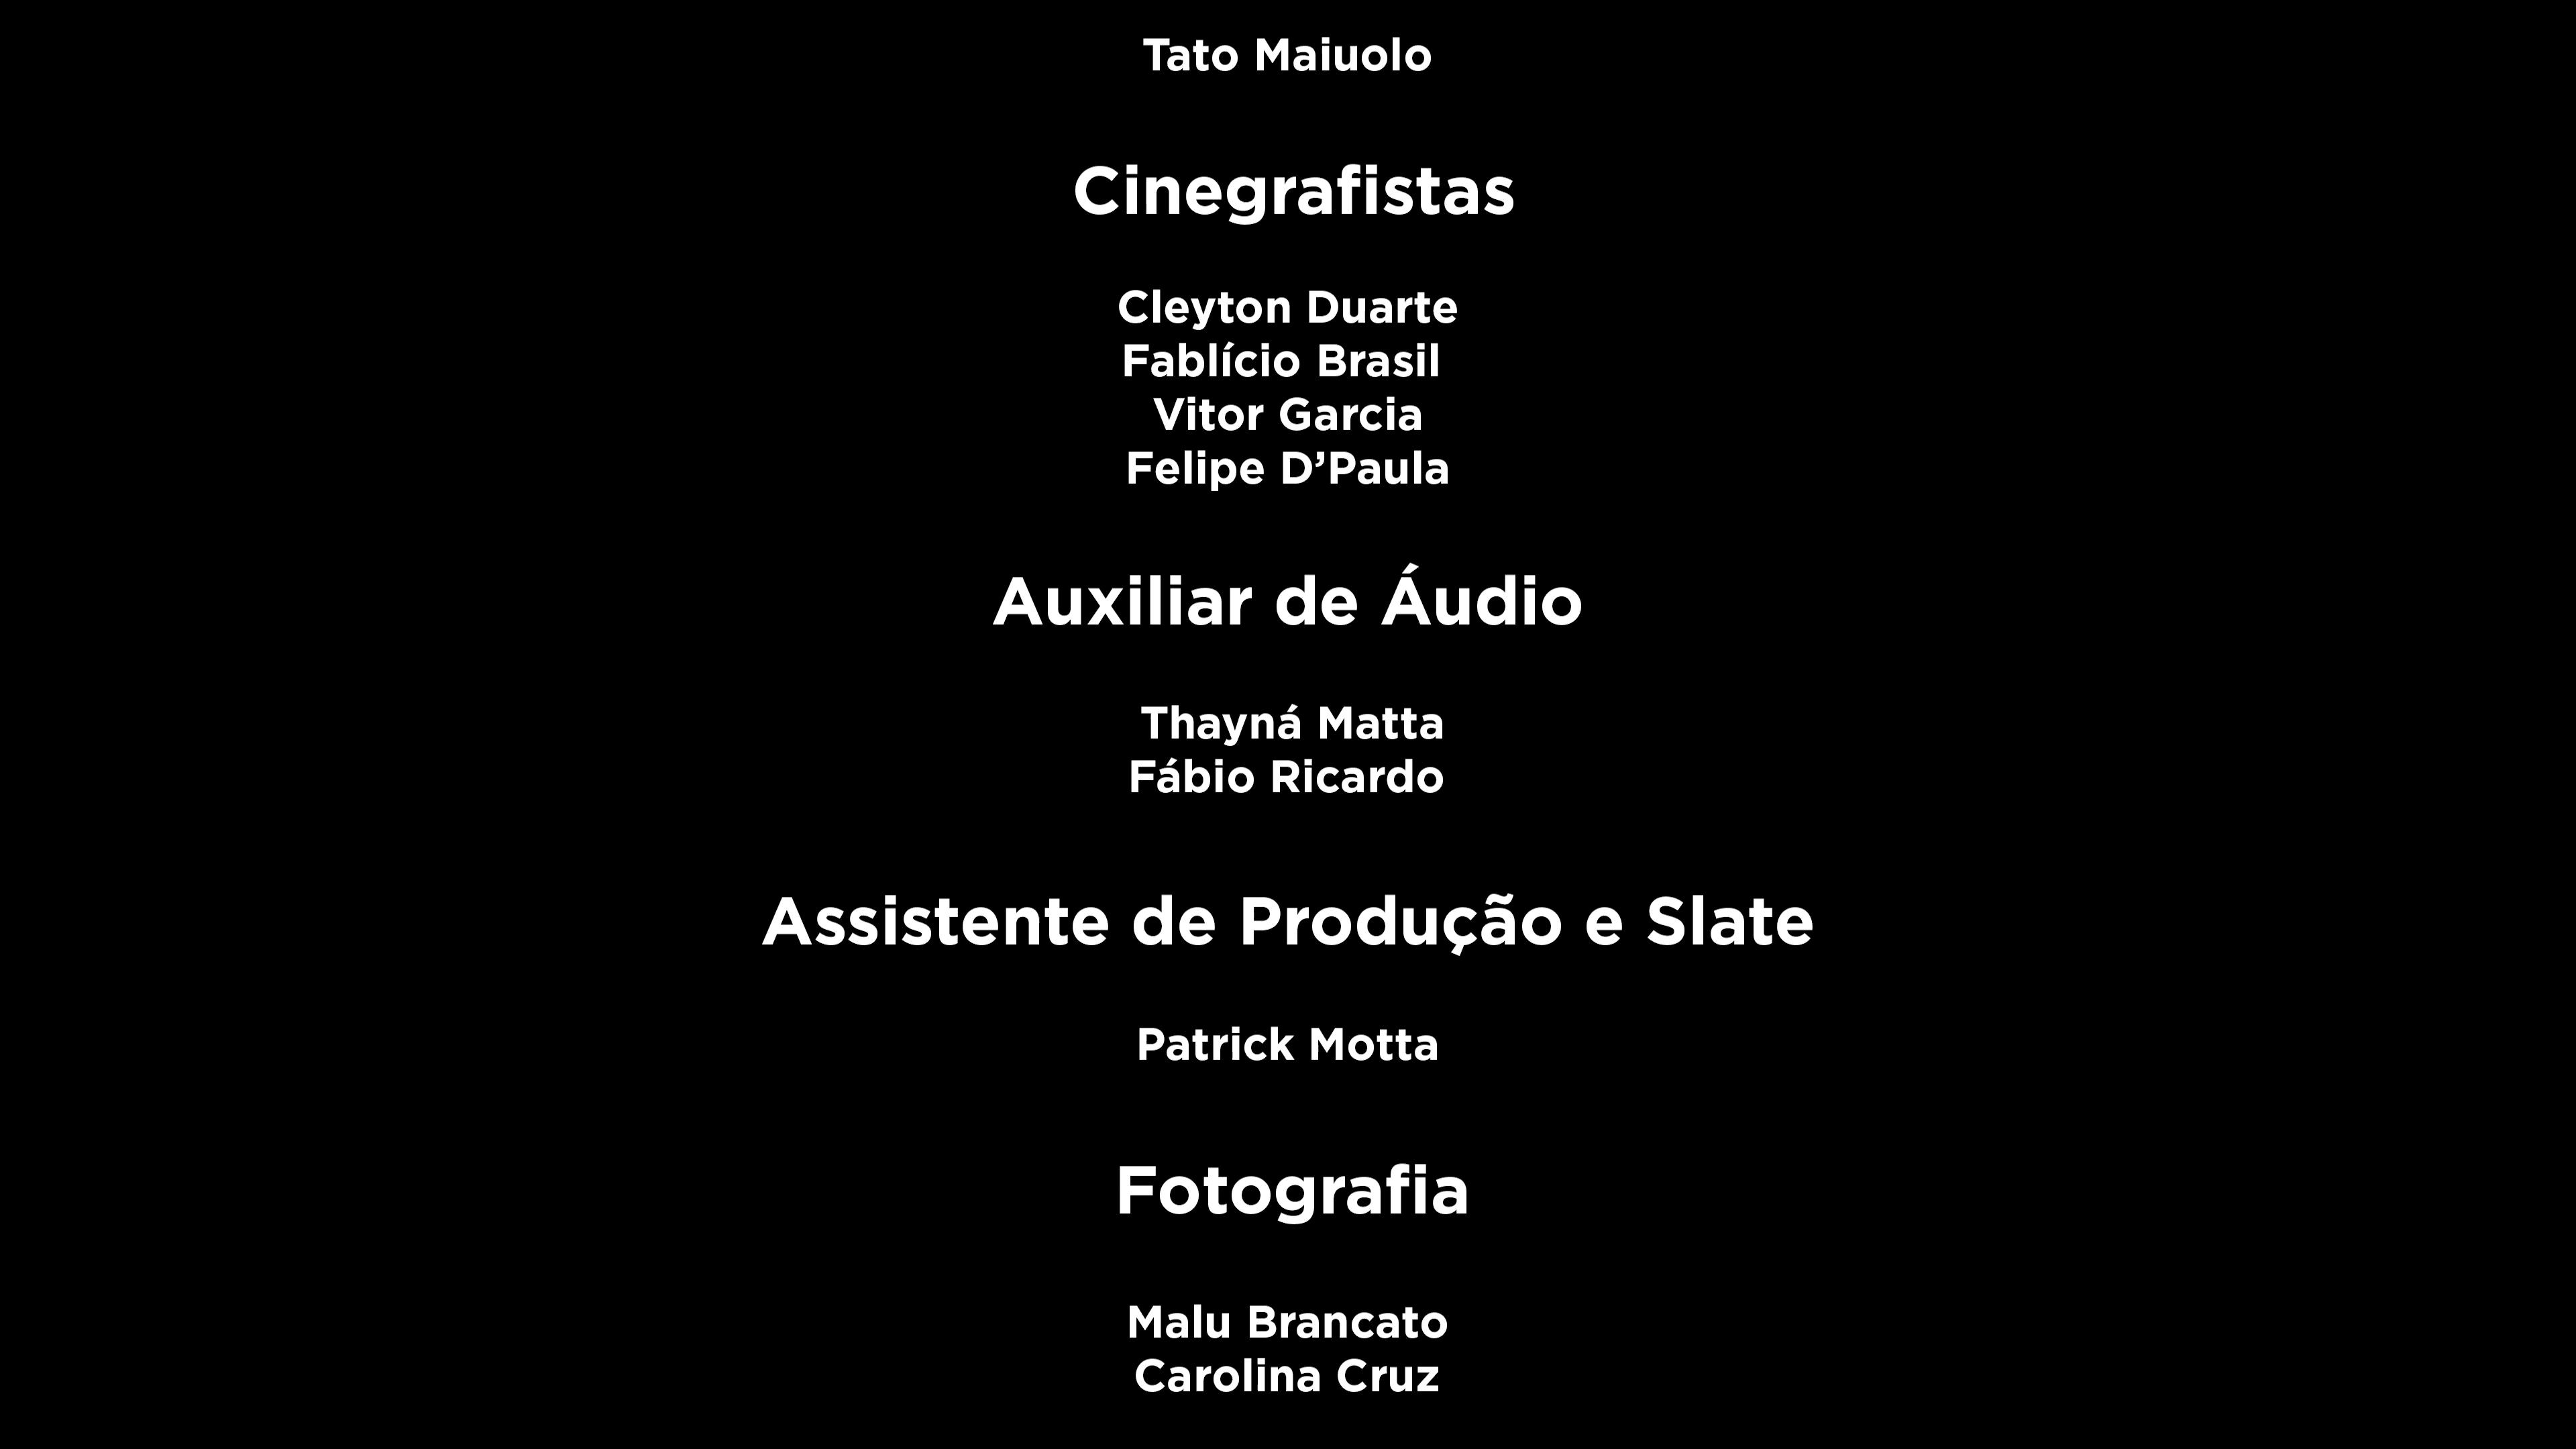 Tato Maiuolo
Cinegrafistas
Cleyton Duarte
Fablício Brasil
Vitor Garcia
Felipe D’Paula
Auxiliar de Áudio
Thayná Matta
Fábio Ricardo
Assistente de Produção e Slate
Patrick Motta
Fotografia
Malu Brancato
Carolina Cruz